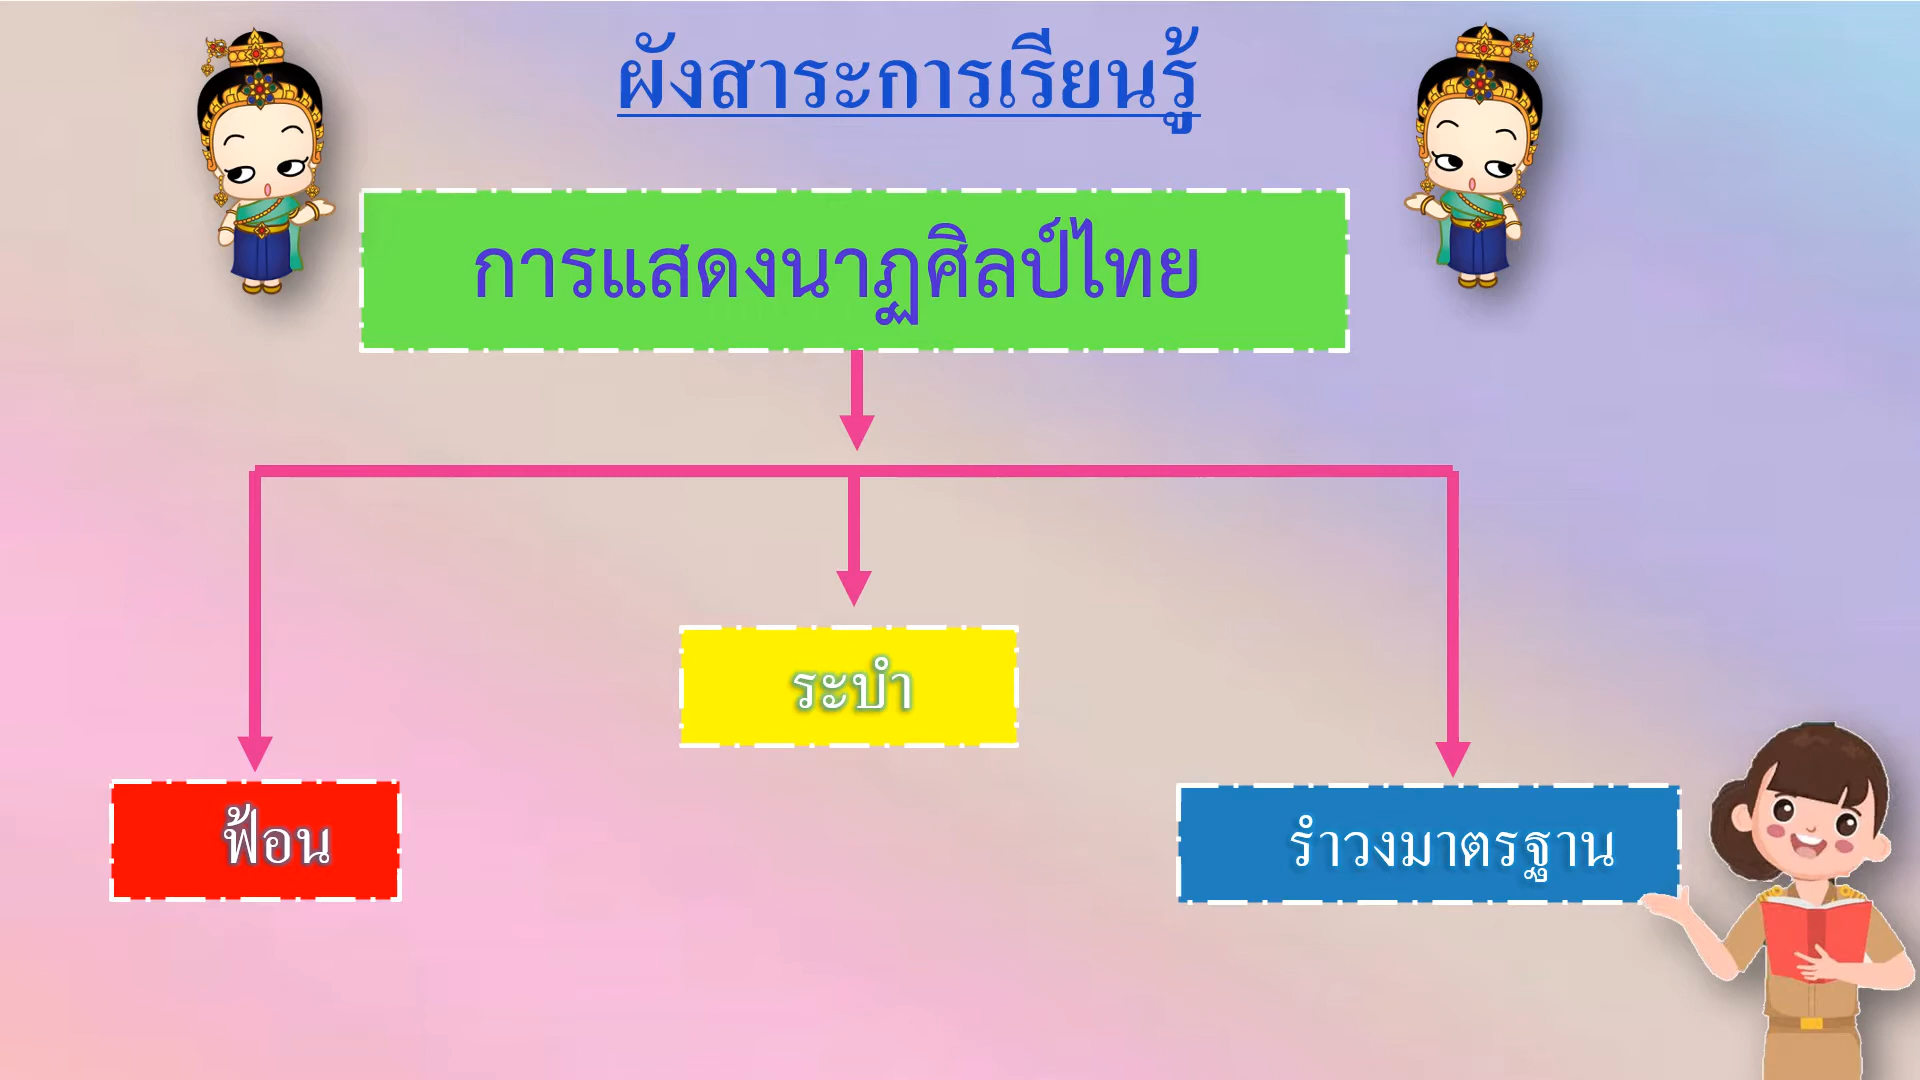 ผังสาระการเรียนรู้
การแสดงนาฏศิลป์ไทย
ระบำ
ฟ้อน
รำวงมาตรฐาน